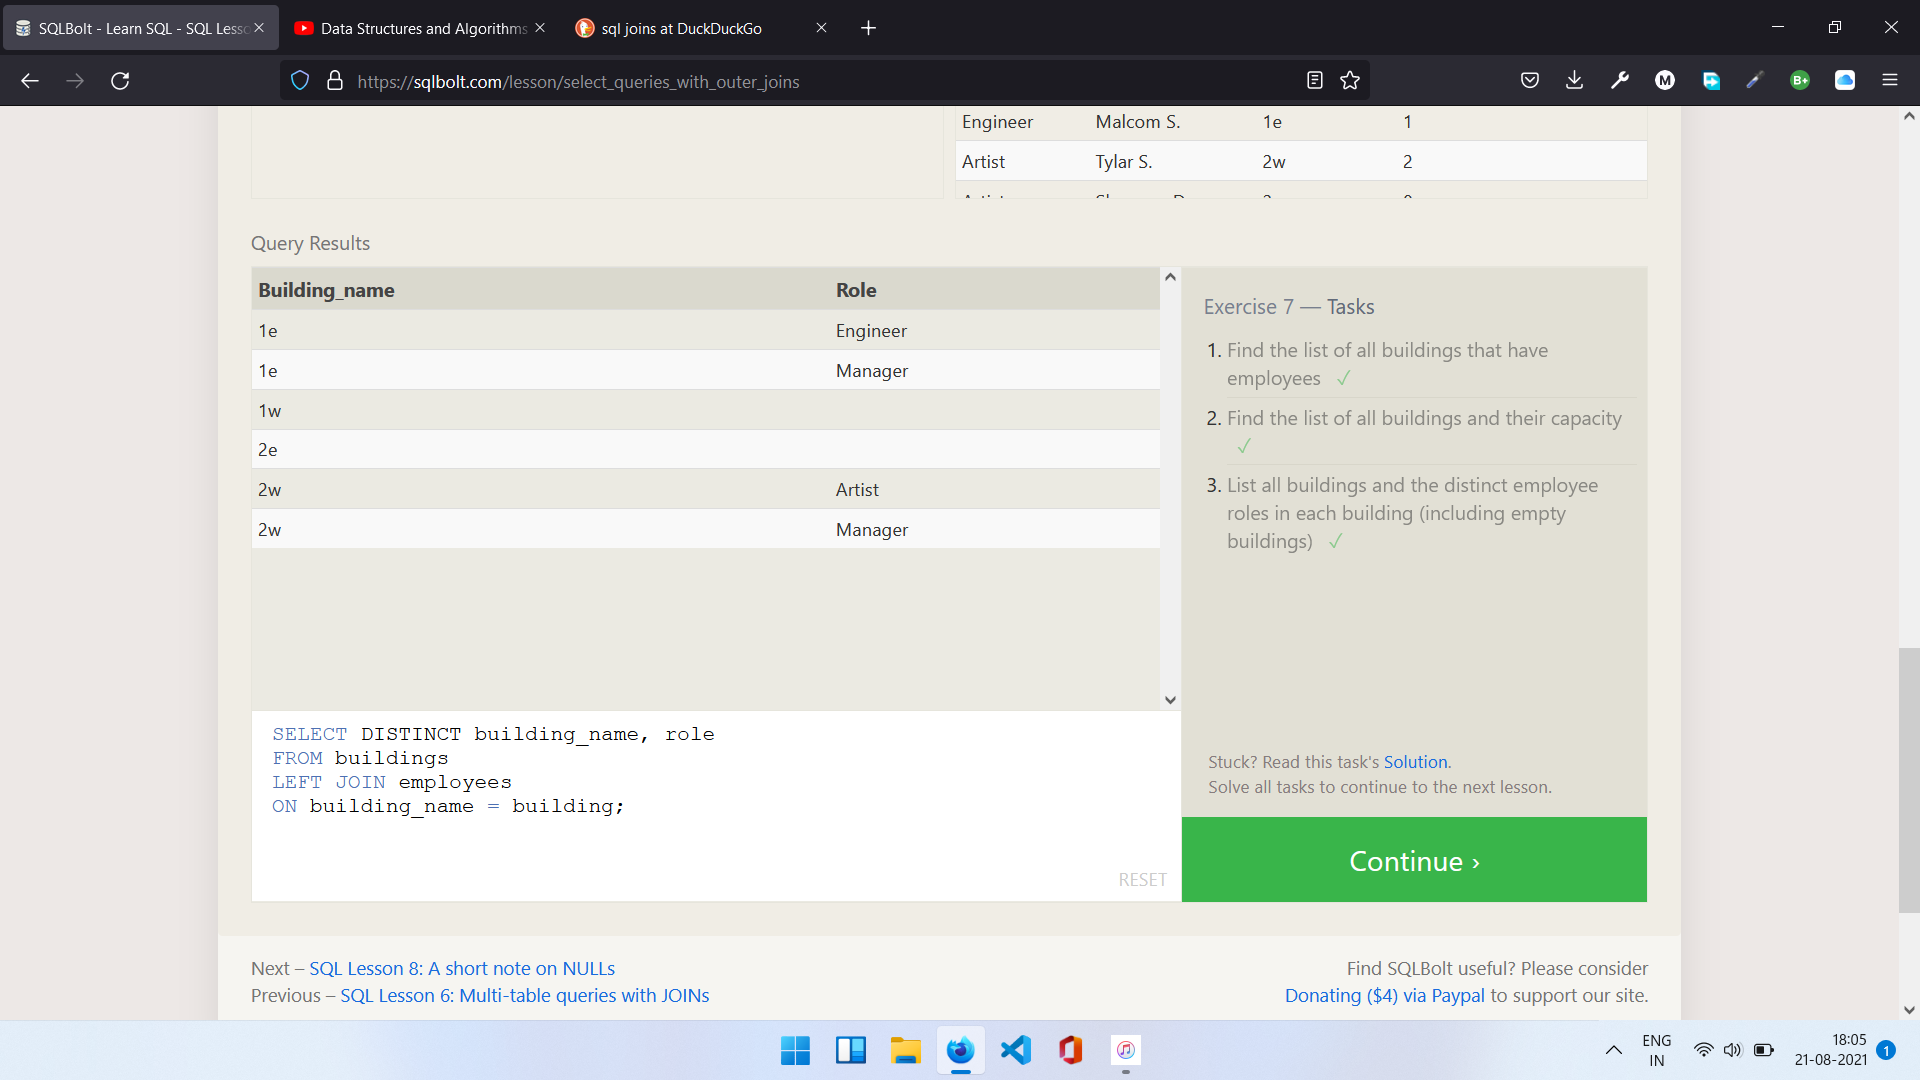 SQLBolt - Learn SQL - SQL Lesso
Data Structures and Algorithms
sql joins at DuckDuckGo
https://sqlbolt.com/lesson/select_queries_with_outer_joins
M
B+
Engineer Malcom S. 1e 1
Artist Tylar S. 2w 2
Query Results
Building_name Role
1e Engineer
1e Manager
1w
2e
2w Artist
2w Manager
SELECT DISTINCT building_name, role
FROM buildings
LEFT JOIN employees
ON building_name = building;
RESET
Exercise 7 — Tasks
1. Find the list of all buildings that have
employees ✓
2. Find the list of all buildings and their capacity
✓
3. List all buildings and the distinct employee
roles in each building (including empty
buildings) ✓
Stuck? Read this task's Solution.
Solve all tasks to continue to the next lesson.
Continue ›
Next – SQL Lesson 8: A short note on NULLs
Previous – SQL Lesson 6: Multi-table queries with JOINs
Find SQLBolt useful? Please consider
Donating ($4) via Paypal to support our site.
ENG
IN
18:05
21-08-2021
1